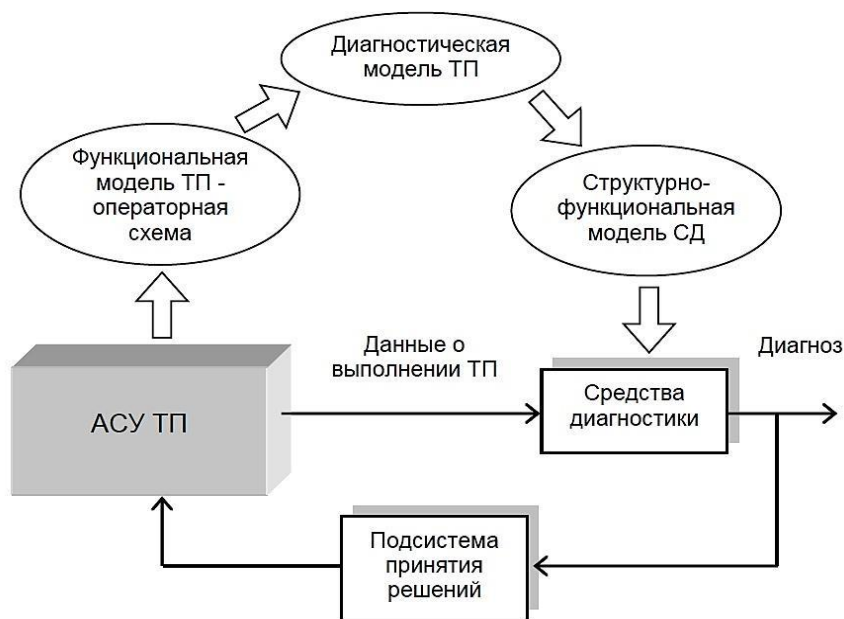 Диагностическая
модель ТП
Функциональная
модель ТП -
операторная
схема
Структурно-
функциональная
модель СД
Данные о
выполнении ТП
Диагноз
АСУ ТП
Средства
диагностики
Подсистема
принятия
решений